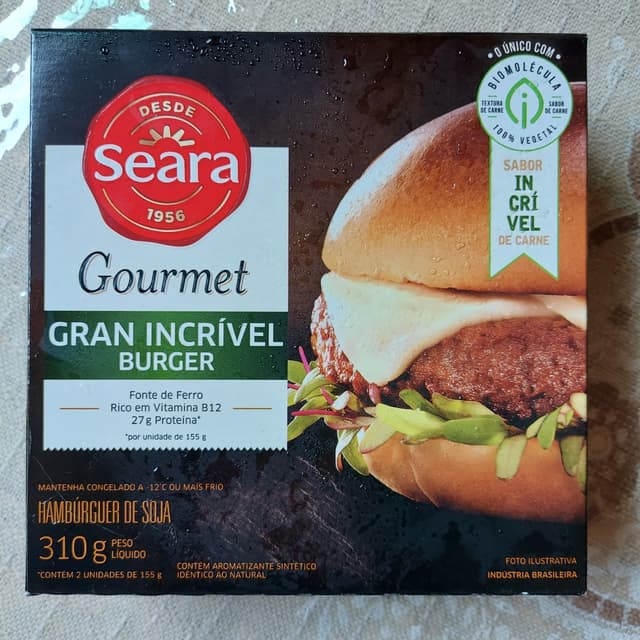 DESDE
Seara
1956
Gourmet
GRAN INCRÍVEL
BURGER
Fonte de Ferro
Rico em Vitamina B12
27g Proteína*
*por unidade de 155 g
• O ÚNICO COM •
BIOMOLÉCULA
TEXTURA
DE CARNE
SABOR
DE CARNE
100% VEGETAL
SABOR
IN
CRÍ
VEL
DE CARNE
MANTENHA CONGELADO A -12°C OU MAIS FRIO
HAMBÚRGUER DE SOJA
310g PESO
LÍQUIDO
*CONTÉM 2 UNIDADES DE 155 g
CONTÉM AROMATIZANTE SINTÉTICO
IDÊNTICO AO NATURAL
FOTO ILUSTRATIVA
INDÚSTRIA BRASILEIRA